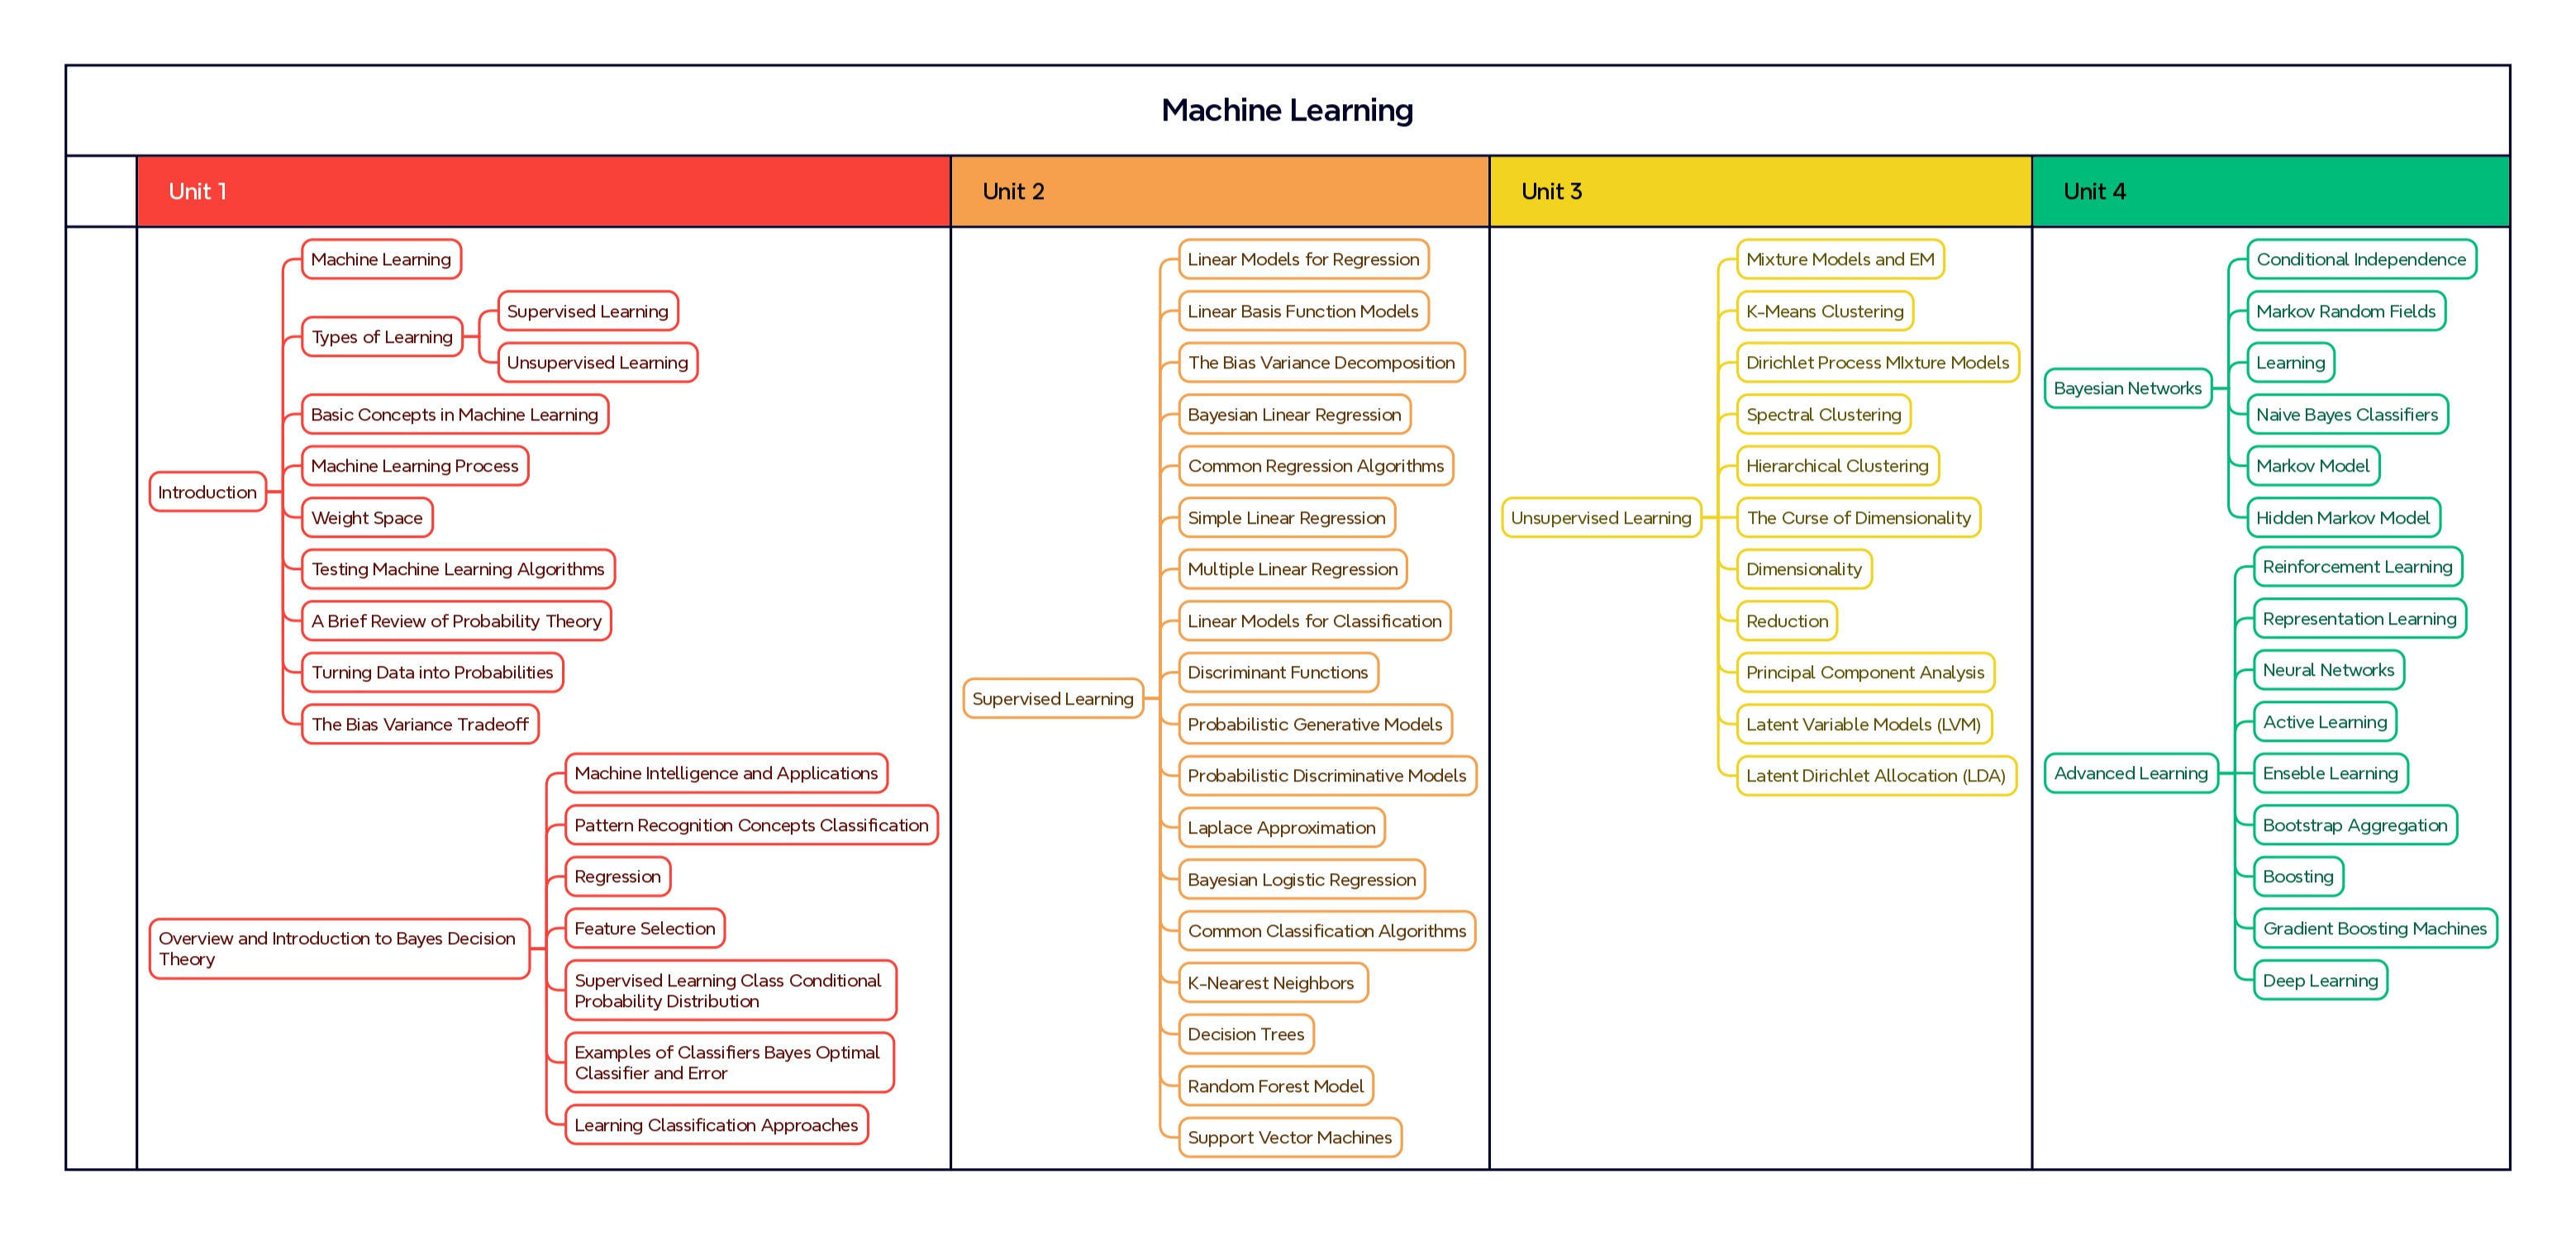 Machine Learning
Unit 1
Unit 2
Unit 3
Unit 4
Introduction
Machine Learning
Types of Learning
Supervised Learning
Unsupervised Learning
Basic Concepts in Machine Learning
Machine Learning Process
Weight Space
Testing Machine Learning Algorithms
A Brief Review of Probability Theory
Turning Data into Probabilities
The Bias Variance Tradeoff
Overview and Introduction to Bayes Decision
Theory
Machine Intelligence and Applications
Pattern Recognition Concepts Classification
Regression
Feature Selection
Supervised Learning Class Conditional
Probability Distribution
Examples of Classifiers Bayes Optimal
Classifier and Error
Learning Classification Approaches
Supervised Learning
Linear Models for Regression
Linear Basis Function Models
The Bias Variance Decomposition
Bayesian Linear Regression
Common Regression Algorithms
Simple Linear Regression
Multiple Linear Regression
Linear Models for Classification
Discriminant Functions
Probabilistic Generative Models
Probabilistic Discriminative Models
Laplace Approximation
Bayesian Logistic Regression
Common Classification Algorithms
K-Nearest Neighbors
Decision Trees
Random Forest Model
Support Vector Machines
Unsupervised Learning
Mixture Models and EM
K-Means Clustering
Dirichlet Process MIxture Models
Spectral Clustering
Hierarchical Clustering
The Curse of Dimensionality
Dimensionality
Reduction
Principal Component Analysis
Latent Variable Models (LVM)
Latent Dirichlet Allocation (LDA)
Bayesian Networks
Conditional Independence
Markov Random Fields
Learning
Naive Bayes Classifiers
Markov Model
Hidden Markov Model
Advanced Learning
Reinforcement Learning
Representation Learning
Neural Networks
Active Learning
Enseble Learning
Bootstrap Aggregation
Boosting
Gradient Boosting Machines
Deep Learning